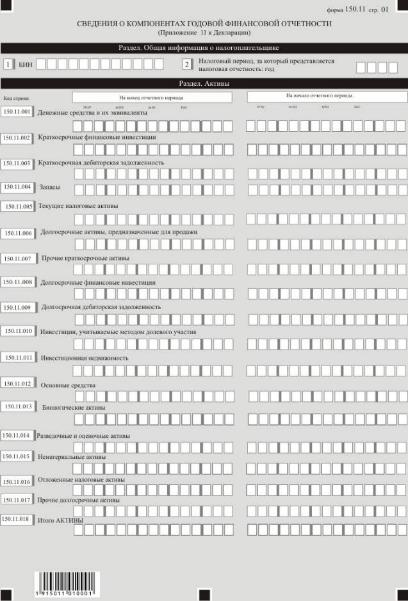 форма 150.11 стр. 01
СВЕДЕНИЯ О КОМПОНЕНТАХ ГОДОВОЙ ФИНАНСОВОЙ ОТЧЕТНОСТИ
(Приложение 11 к Декларации)
Раздел. Общая информация о налогоплательщике
1 БИН
2 Налоговый период, за который представляется
налоговая отчетность: год
Раздел. Активы
Код строки
На конец отчетного периода
На начало отчетного периода
150.11.001 Денежные средства и их эквиваленты
150.11.002 Краткосрочные финансовые инвестиции
150.11.003 Краткосрочная дебиторская задолженность
150.11.004 Запасы
150.11.005 Текущие налоговые активы
150.11.006 Долгосрочные активы, предназначенные для продажи
150.11.007 Прочие краткосрочные активы
150.11.008 Долгосрочные финансовые инвестиции
150.11.009 Долгосрочная дебиторская задолженность
150.11.010 Инвестиции, учитываемые методом долевого участия
150.11.011 Инвестиционная недвижимость
150.11.012 Основные средства
150.11.013 Биологические активы
150.11.014 Разведочные и оценочные активы
150.11.015 Нематериальные активы
150.11.016 Отложенные налоговые активы
150.11.017 Прочие долгосрочные активы
150.11.018 Итого АКТИВЫ
1915011010001